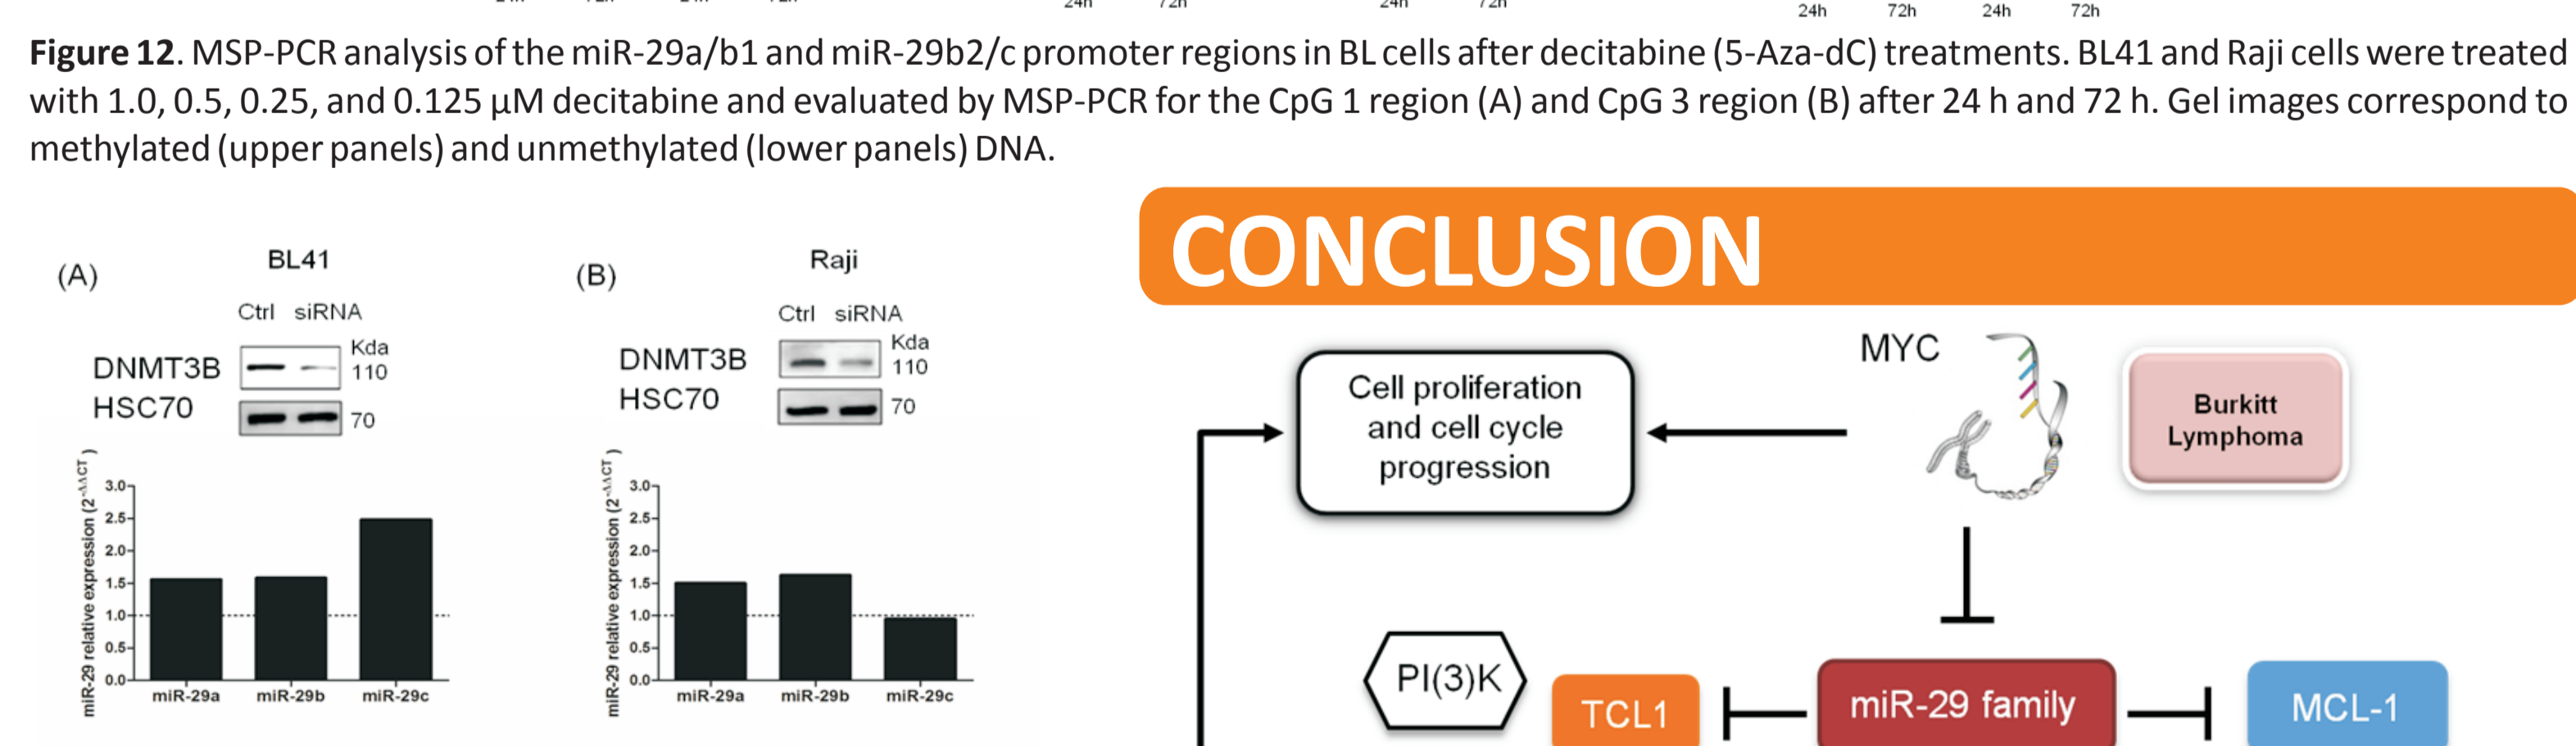 24h 72h 24h 72h
24h 72h 24h 72h
24h 72h 24h 72h
Figure 12. MSP-PCR analysis of the miR-29a/b1 and miR-29b2/c promoter regions in BL cells after decitabine (5-Aza-dC) treatments. BL41 and Raji cells were treated
with 1.0, 0.5, 0.25, and 0.125 µM decitabine and evaluated by MSP-PCR for the CpG 1 region (A) and CpG 3 region (B) after 24 h and 72 h. Gel images correspond to
methylated (upper panels) and unmethylated (lower panels) DNA.
(A)
BL41
Ctrl siRNA
Kda
DNMT3B
110
HSC70
70
miR-29 relative expression (2^-ΔΔCT)
3.0
2.5
2.0
1.5
1.0
0.5
0.0
miR-29a miR-29b miR-29c
(B)
Raji
Ctrl siRNA
Kda
DNMT3B
110
HSC70
70
miR-29 relative expression (2^-ΔΔCT)
3.0
2.5
2.0
1.5
1.0
0.5
0.0
miR-29a miR-29b miR-29c
CONCLUSION
Cell proliferation
and cell cycle
progression
MYC
Burkitt
Lymphoma
PI(3)K
TCL1
miR-29 family
MCL-1